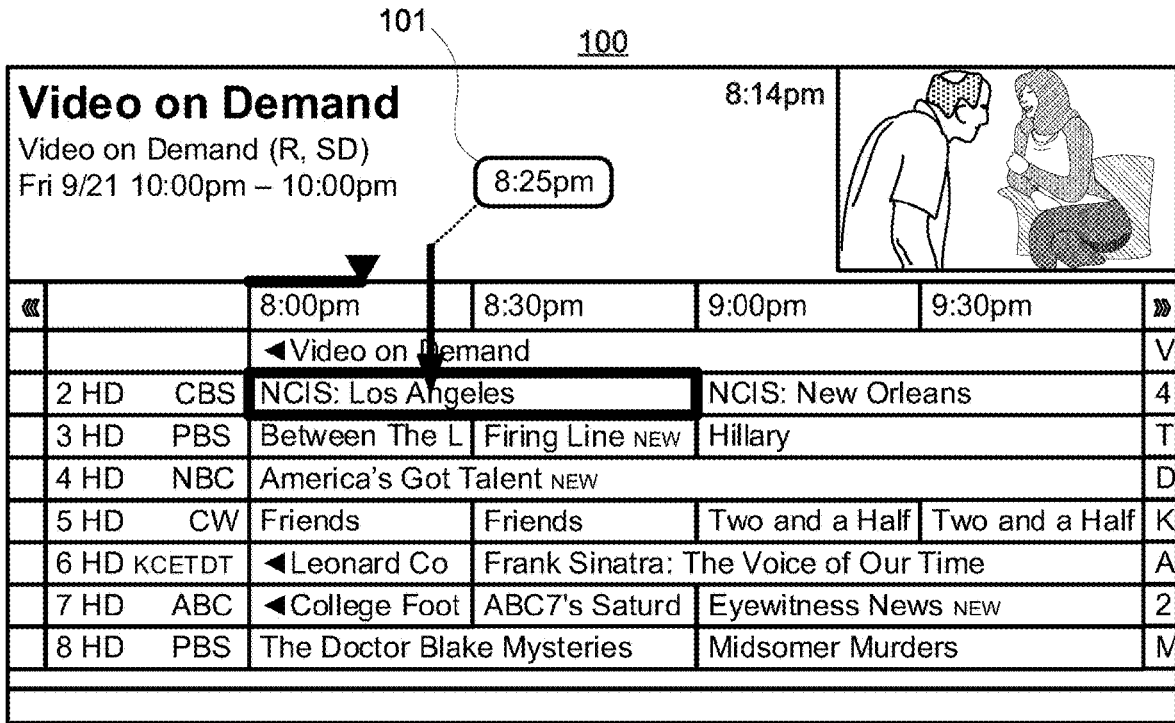 101
100
Video on Demand
8:14pm
Video on Demand (R, SD)
Fri 9/21 10:00pm – 10:00pm
8:25pm
8:00pm 8:30pm 9:00pm 9:30pm
◄Video on Demand V
2 HD CBS NCIS: Los Angeles NCIS: New Orleans 4
3 HD PBS Between The L Firing Line NEW Hillary T
4 HD NBC America's Got Talent NEW D
5 HD CW Friends Friends Two and a Half Two and a Half K
6 HD KCETDT ◄Leonard Co Frank Sinatra: The Voice of Our Time A
7 HD ABC ◄College Foot ABC7's Saturd Eyewitness News NEW 2
8 HD PBS The Doctor Blake Mysteries Midsomer Murders M